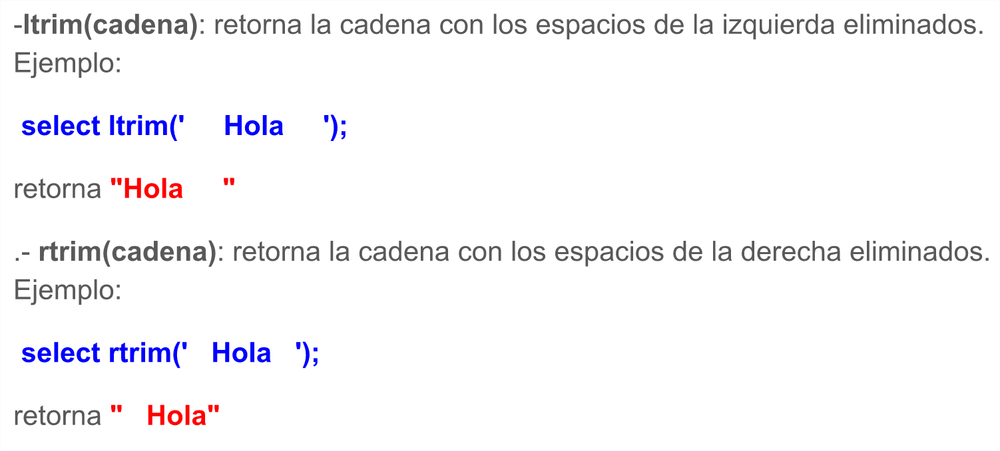 -ltrim(cadena): retorna la cadena con los espacios de la izquierda eliminados.
Ejemplo:
select ltrim('     Hola     ');
retorna "Hola     "
.- rtrim(cadena): retorna la cadena con los espacios de la derecha eliminados.
Ejemplo:
select rtrim('   Hola   ');
retorna "   Hola"